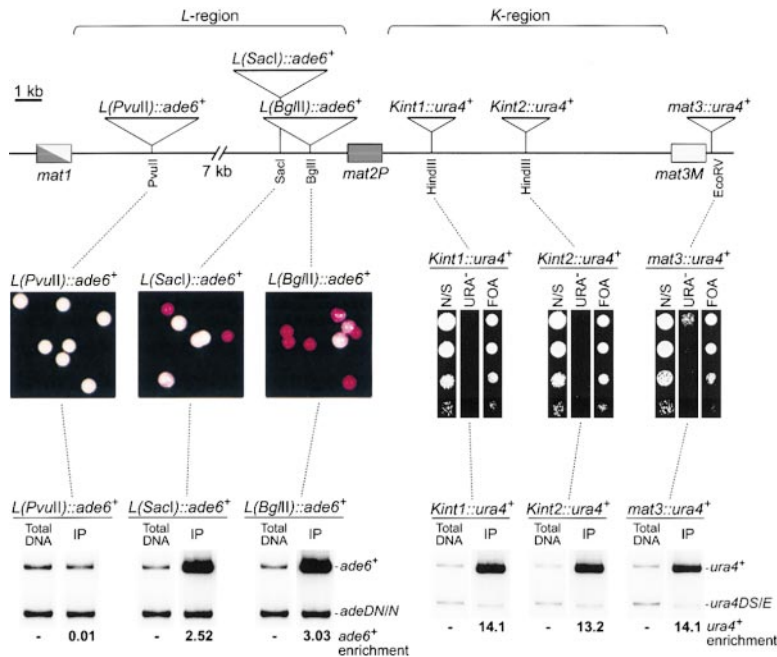 L-region K-region
L(SacI)::ade6+
1 kb
L(PvuII)::ade6+ L(BglII)::ade6+ Kint1::ura4+ Kint2::ura4+ mat3::ura4+
mat1 PvuII 7 kb SacI BglII mat2P HindIII HindIII mat3M EcoRV
L(PvuII)::ade6+ L(SacI)::ade6+ L(BglII)::ade6+ Kint1::ura4+ Kint2::ura4+ mat3::ura4+
N/S URA- FOA N/S URA- FOA N/S URA- FOA
L(PvuII)::ade6+ L(SacI)::ade6+ L(BglII)::ade6+ Kint1::ura4+ Kint2::ura4+ mat3::ura4+
Total DNA IP Total DNA IP Total DNA IP Total DNA IP Total DNA IP Total DNA IP
-ade6+ -ura4+
-adeDN/N -ura4DS/E
- 0.01 - 2.52 - 3.03 ade6+ enrichment - 14.1 - 13.2 - 14.1 ura4+ enrichment